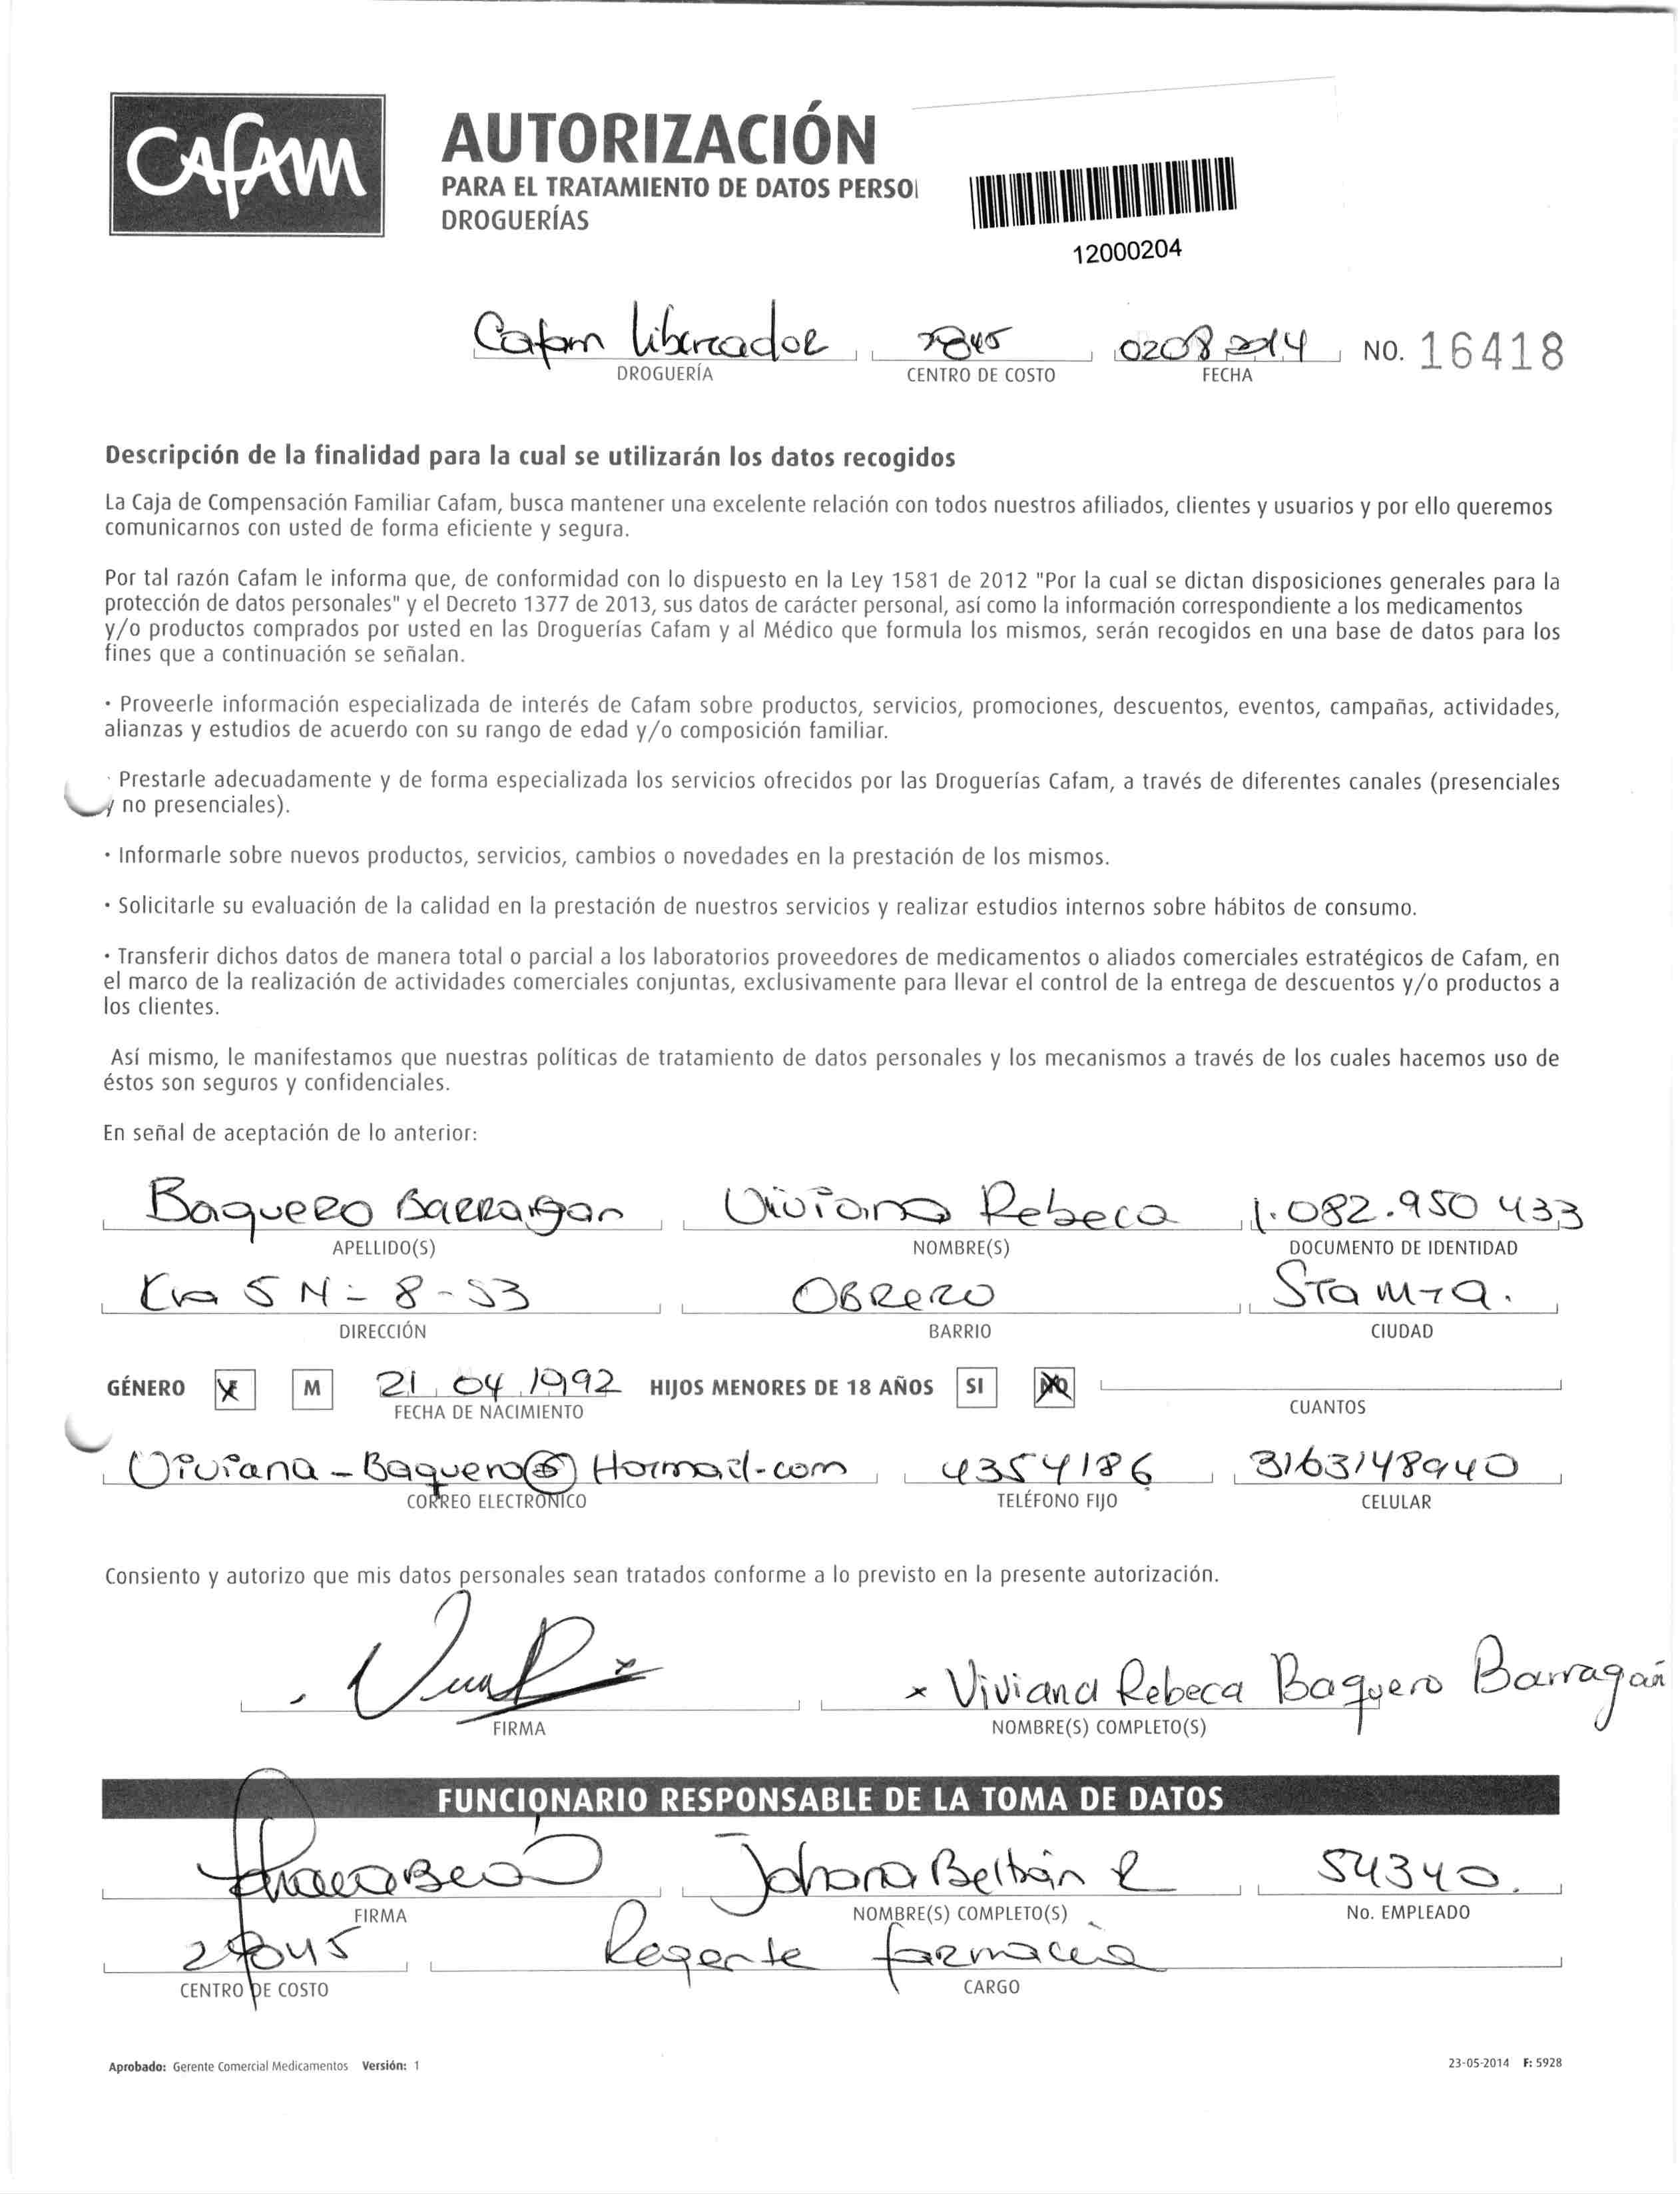 CAFAM
AUTORIZACIÓN
PARA EL TRATAMIENTO DE DATOS PERSO
DROGUERÍAS
12000204
Cafam libertador 02 08 2014 NO. 16418
DROGUERÍA CENTRO DE COSTO FECHA
Descripción de la finalidad para la cual se utilizarán los datos recogidos
La Caja de Compensación Familiar Cafam, busca mantener una excelente relación con todos nuestros afiliados, clientes y usuarios y por ello queremos
comunicarnos con usted de forma eficiente y segura.
Por tal razón Cafam le informa que, de conformidad con lo dispuesto en la Ley 1581 de 2012 "Por la cual se dictan disposiciones generales para la
protección de datos personales" y el Decreto 1377 de 2013, sus datos de carácter personal, así como la información correspondiente a los medicamentos
y/o productos comprados por usted en las Droguerías Cafam y al Médico que formula los mismos, serán recogidos en una base de datos para los
fines que a continuación se señalan.
· Proveerle información especializada de interés de Cafam sobre productos, servicios, promociones, descuentos, eventos, campañas, actividades,
alianzas y estudios de acuerdo con su rango de edad y/o composición familiar.
· Prestarle adecuadamente y de forma especializada los servicios ofrecidos por las Droguerías Cafam, a través de diferentes canales (presenciales
y no presenciales).
· Informarle sobre nuevos productos, servicios, cambios o novedades en la prestación de los mismos.
· Solicitarle su evaluación de la calidad en la prestación de nuestros servicios y realizar estudios internos sobre hábitos de consumo.
· Transferir dichos datos de manera total o parcial a los laboratorios proveedores de medicamentos o aliados comerciales estratégicos de Cafam, en
el marco de la realización de actividades comerciales conjuntas, exclusivamente para llevar el control de la entrega de descuentos y/o productos a
los clientes.
Así mismo, le manifestamos que nuestras políticas de tratamiento de datos personales y los mecanismos a través de los cuales hacemos uso de
éstos son seguros y confidenciales.
En señal de aceptación de lo anterior:
Baquero Barragan Viviana Rebeca 1.082.950 433
APELLIDO(S) NOMBRE(S) DOCUMENTO DE IDENTIDAD
Cra 5 N - 8 - 53 OBRERO Sta Mta.
DIRECCIÓN BARRIO CIUDAD
GÉNERO M 21 04 1992 HIJOS MENORES DE 18 AÑOS SI NO
FECHA DE NACIMIENTO CUANTOS
Viviana - Baquero@Hotmail.com 4354186 3163148940
CORREO ELECTRÓNICO TELÉFONO FIJO CELULAR
Consiento y autorizo que mis datos personales sean tratados conforme a lo previsto en la presente autorización.
x Viviana Rebeca Baquero Barragán
FIRMA NOMBRE(S) COMPLETO(S)
FUNCIONARIO RESPONSABLE DE LA TOMA DE DATOS
Johana Beltrán R 54340
FIRMA NOMBRE(S) COMPLETO(S) No. EMPLEADO
Regente farmacia
CENTRO DE COSTO CARGO
Aprobado: Gerente Comercial Medicamentos Versión: 1 23-05-2014 F: 5928